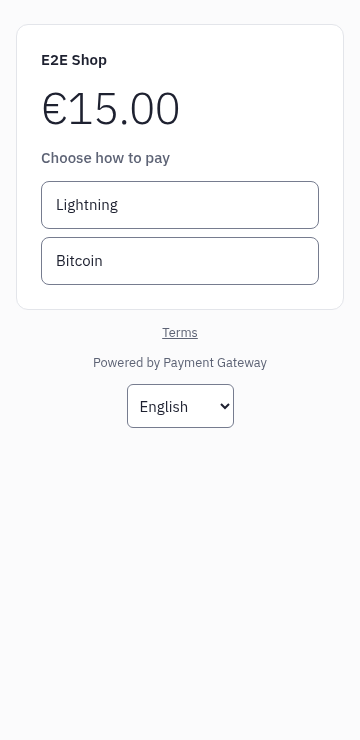 E2E Shop
€15.00
Choose how to pay
Lightning
Bitcoin
Terms
Powered by Payment Gateway
English